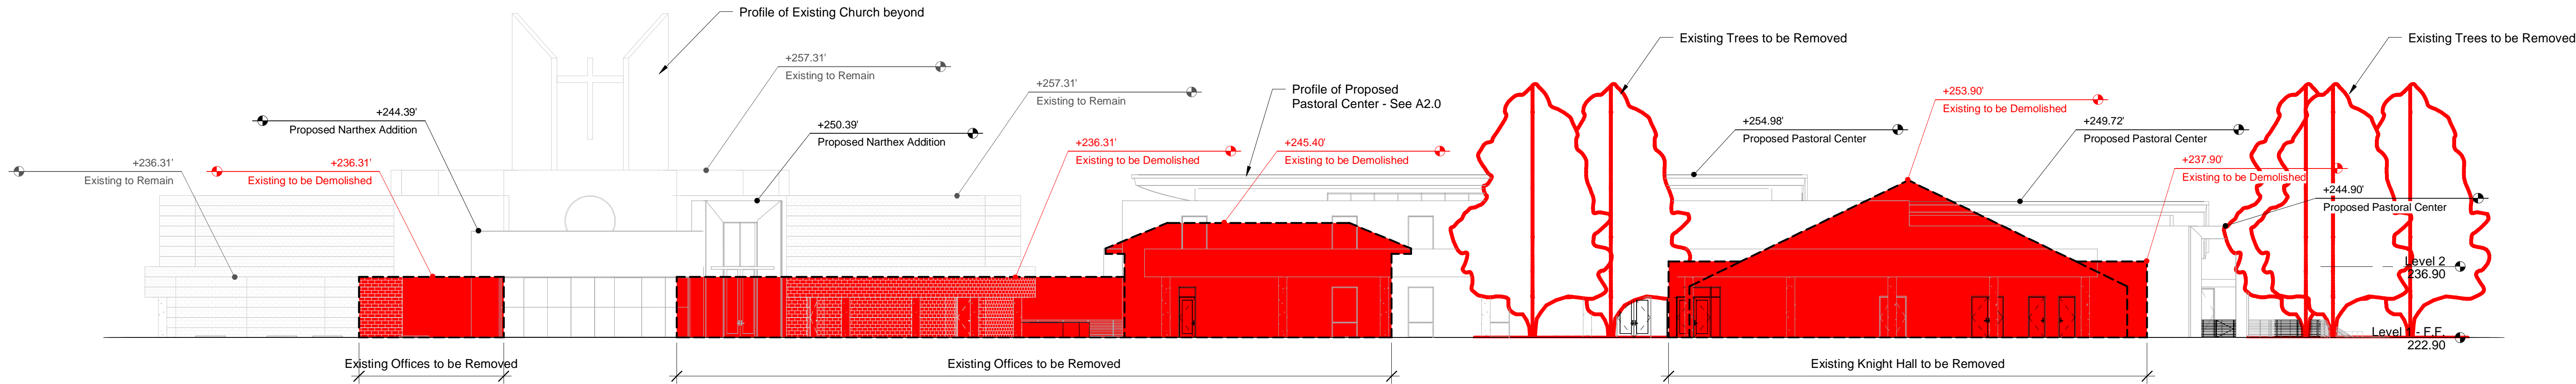 Profile of Existing Church beyond
Existing Trees to be Removed
Existing Trees to be Removed
+257.31'
Existing to Remain
+257.31'
Existing to Remain
Profile of Proposed
Pastoral Center - See A2.0
+253.90'
Existing to be Demolished
+244.39'
Proposed Narthex Addition
+250.39'
Proposed Narthex Addition
+254.98'
Proposed Pastoral Center
+249.72'
Proposed Pastoral Center
+236.31'
Existing to Remain
+236.31'
Existing to be Demolished
+236.31'
Existing to be Demolished
+245.40'
Existing to be Demolished
+237.90'
Existing to be Demolished
+244.90'
Proposed Pastoral Center
Level 2
236.90
Level 1 - F.F.
222.90
Existing Offices to be Removed
Existing Offices to be Removed
Existing Knight Hall to be Removed